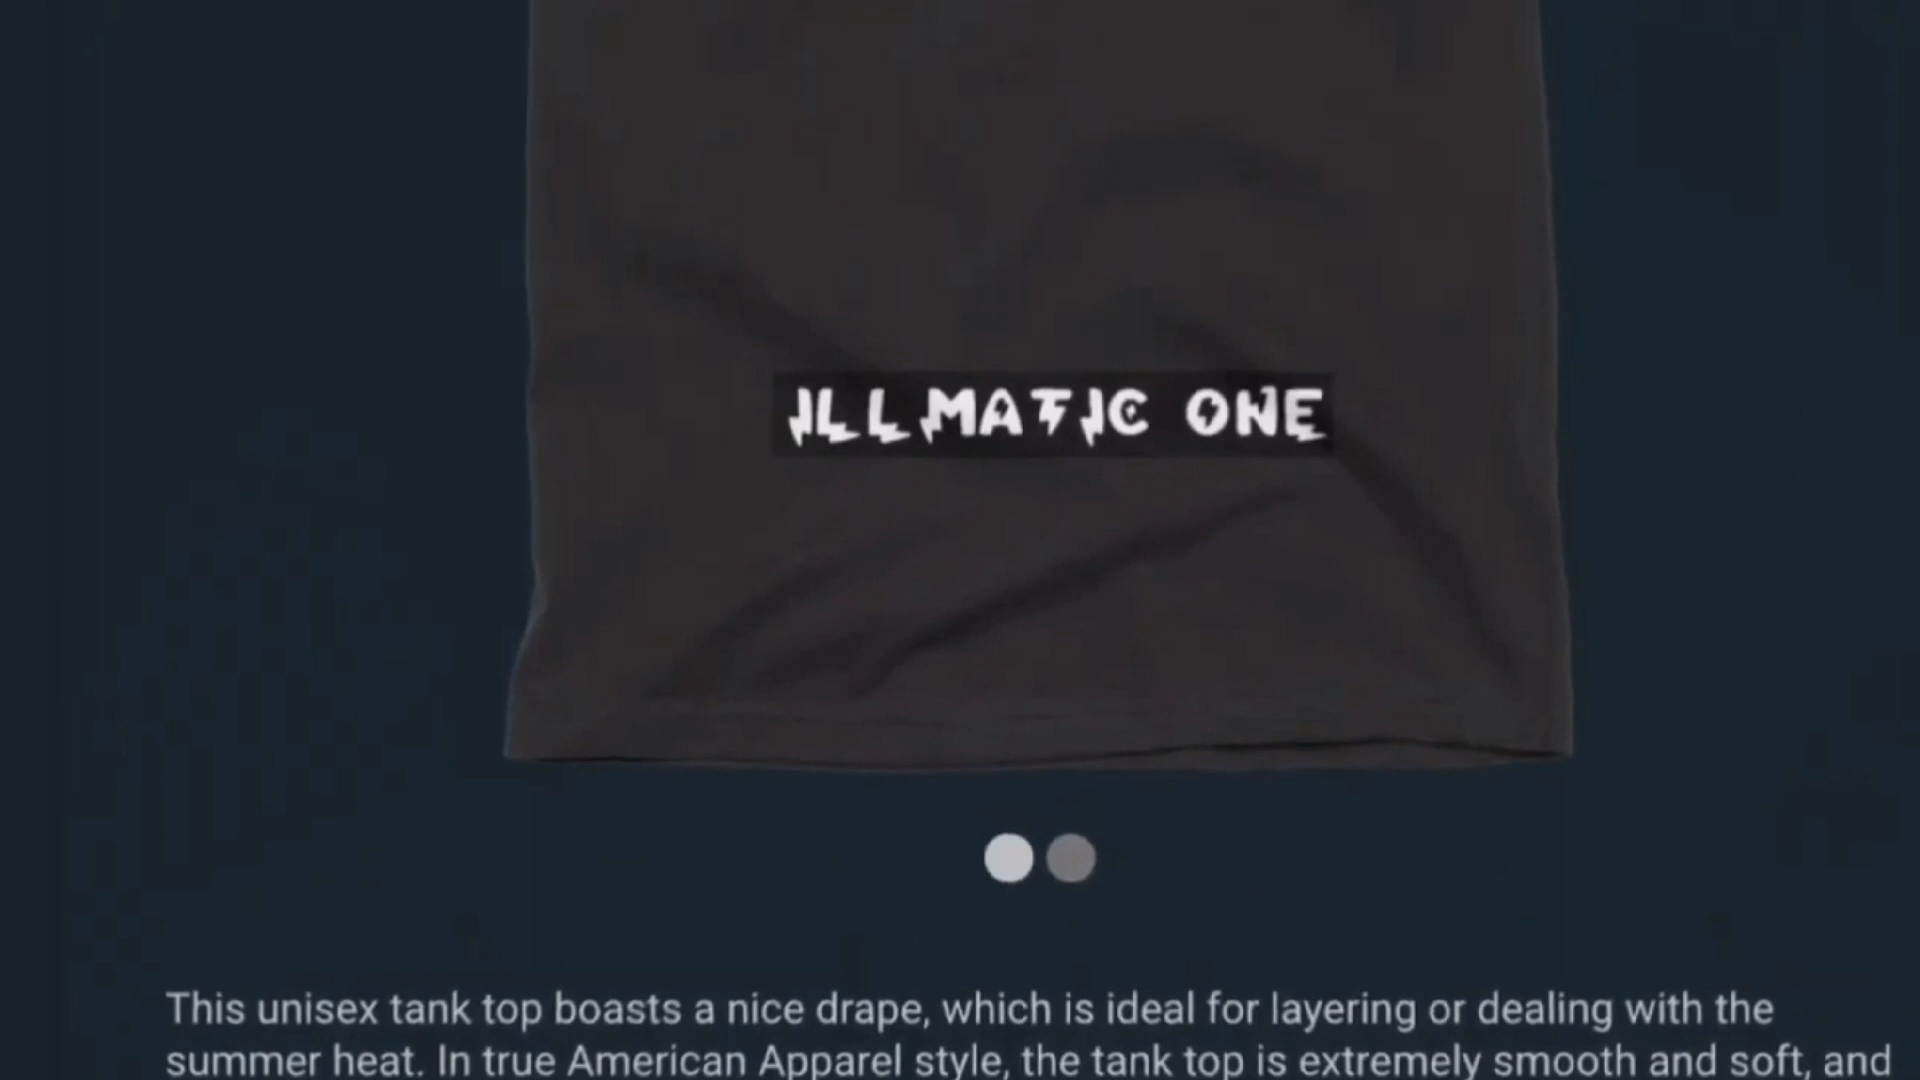 ILLMATIC ONE
This unisex tank top boasts a nice drape, which is ideal for layering or dealing with the
summer heat. In true American Apparel style, the tank top is extremely smooth and soft, and